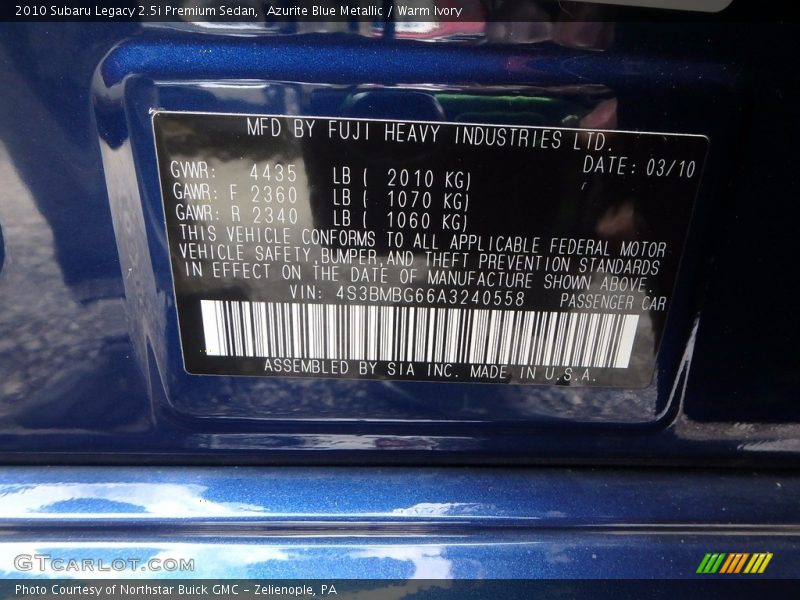 2010 Subaru Legacy 2.5i Premium Sedan,  Azurite Blue Metallic / Warm Ivory
MFD BY FUJI HEAVY INDUSTRIES LTD.
DATE: 03/10
GVWR: 4435 LB ( 2010 KG)
GAWR: F 2360 LB ( 1070 KG)
GAWR: R 2340 LB ( 1060 KG)
THIS VEHICLE CONFORMS TO ALL APPLICABLE FEDERAL MOTOR
VEHICLE SAFETY, BUMPER AND THEFT PREVENTION STANDARDS
IN EFFECT ON THE DATE OF MANUFACTURE SHOWN ABOVE.
VIN: 4S3BMBG66A3240558 PASSENGER CAR
ASSEMBLED BY SIA INC. MADE IN U.S.A.
GTCARLOT.COM
Photo Courtesy of Northstar Buick GMC - Zelienople, PA